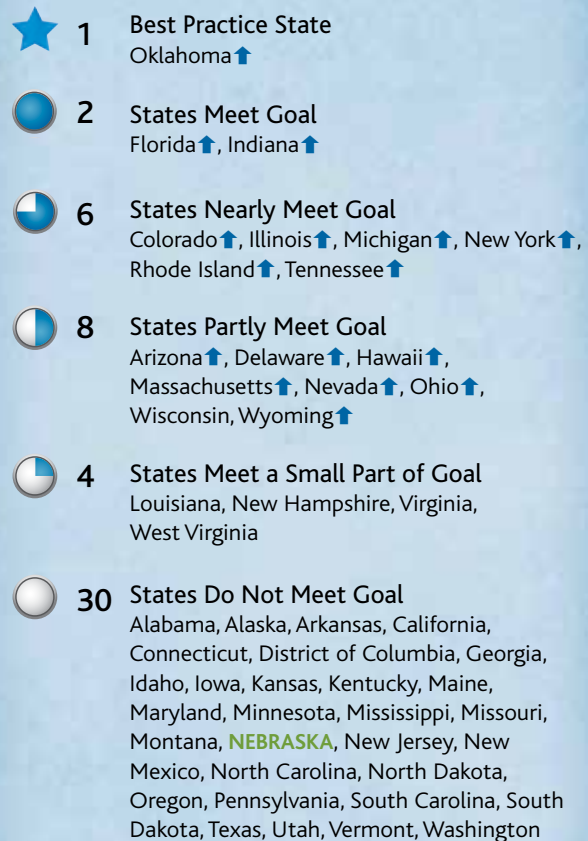 1 Best Practice State
Oklahoma⬆
2 States Meet Goal
Florida⬆, Indiana⬆
6 States Nearly Meet Goal
Colorado⬆, Illinois⬆, Michigan⬆, New York⬆,
Rhode Island⬆, Tennessee⬆
8 States Partly Meet Goal
Arizona⬆, Delaware⬆, Hawaii⬆,
Massachusetts⬆, Nevada⬆, Ohio⬆,
Wisconsin, Wyoming⬆
4 States Meet a Small Part of Goal
Louisiana, New Hampshire, Virginia,
West Virginia
30 States Do Not Meet Goal
Alabama, Alaska, Arkansas, California,
Connecticut, District of Columbia, Georgia,
Idaho, Iowa, Kansas, Kentucky, Maine,
Maryland, Minnesota, Mississippi, Missouri,
Montana, NEBRASKA, New Jersey, New
Mexico, North Carolina, North Dakota,
Oregon, Pennsylvania, South Carolina, South
Dakota, Texas, Utah, Vermont, Washington